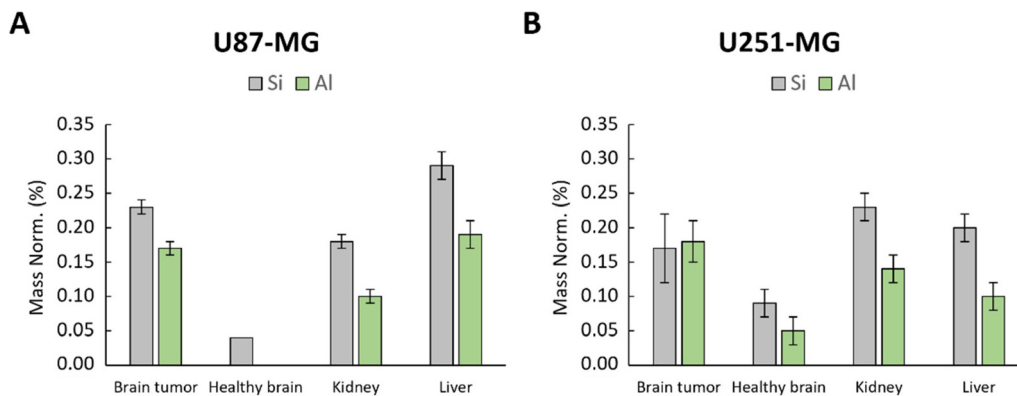 A
U87-MG
Si Al
Mass Norm. (%)
0.35
0.30
0.25
0.20
0.15
0.10
0.05
0.00
Brain tumor Healthy brain Kidney Liver
B
U251-MG
Si Al
Mass Norm. (%)
0.35
0.30
0.25
0.20
0.15
0.10
0.05
0.00
Brain tumor Healthy brain Kidney Liver